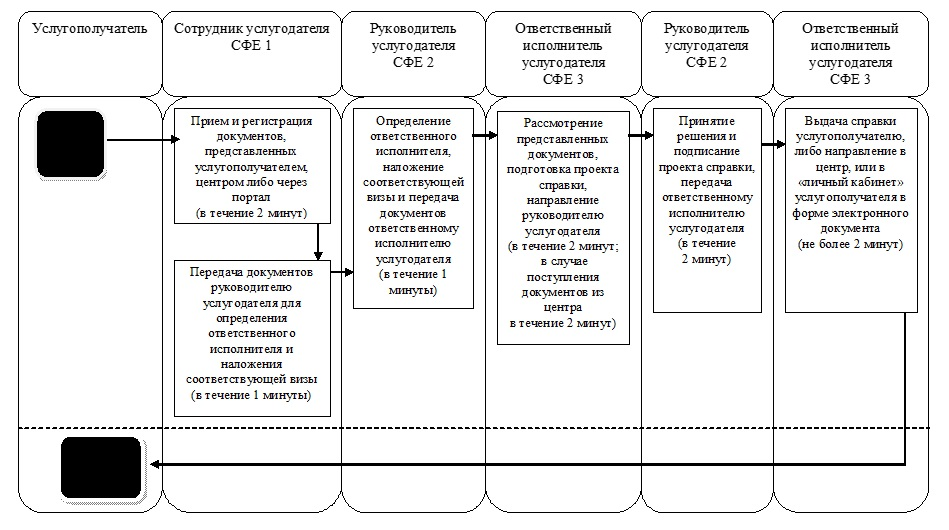 Услугополучатель
Сотрудник услугодателя
СФЕ 1
Руководитель
услугодателя
СФЕ 2
Ответственный
исполнитель
услугодателя
СФЕ 3
Руководитель
услугодателя
СФЕ 2
Ответственный
исполнитель
услугодателя
СФЕ 3
Прием и регистрация
документов,
представленных
услугополучателем,
центром либо через
портал
(в течение 2 минут)
Передача документов
руководителю
услугодателя для
определения
ответственного
исполнителя и
наложения
соответствующей визы
(в течение 1 минуты)
Определение
ответственного
исполнителя,
наложение
соответствующей
визы и передача
документов
ответственному
исполнителю
услугодателя
(в течение 1
минуты)
Рассмотрение
представленных
документов,
подготовка проекта
справки,
направление
руководителю
услугодателя
(в течение 2 минут;
в случае
поступления
документов из
центра
в течение 2 минут)
Принятие
решения и
подписание
проекта справки,
передача
ответственному
исполнителю
услугодателя
(в течение
2 минут)
Выдача справки
услугополучателю,
либо направление в
центр, или в
«личный кабинет»
услугополучателя в
форме электронного
документа
(не более 2 минут)